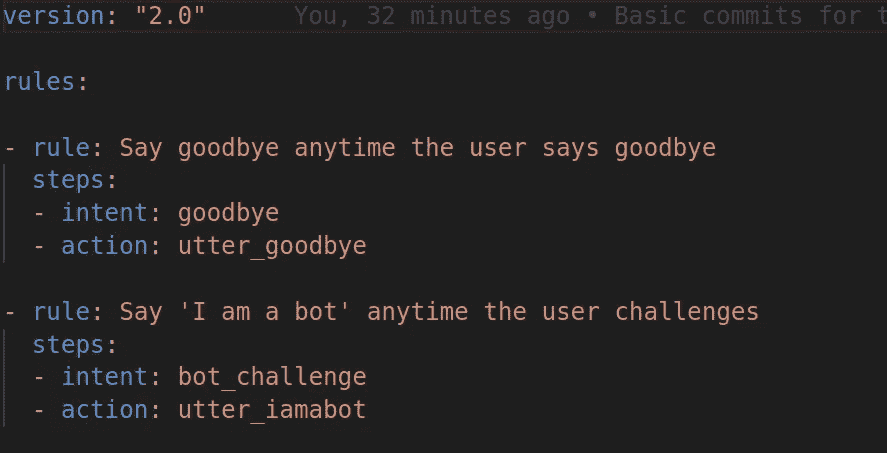 version: "2.0" You, 32 minutes ago • Basic commits for
rules:
- rule: Say goodbye anytime the user says goodbye
steps:
- intent: goodbye
- action: utter_goodbye
- rule: Say 'I am a bot' anytime the user challenges
steps:
- intent: bot_challenge
- action: utter_iamabot